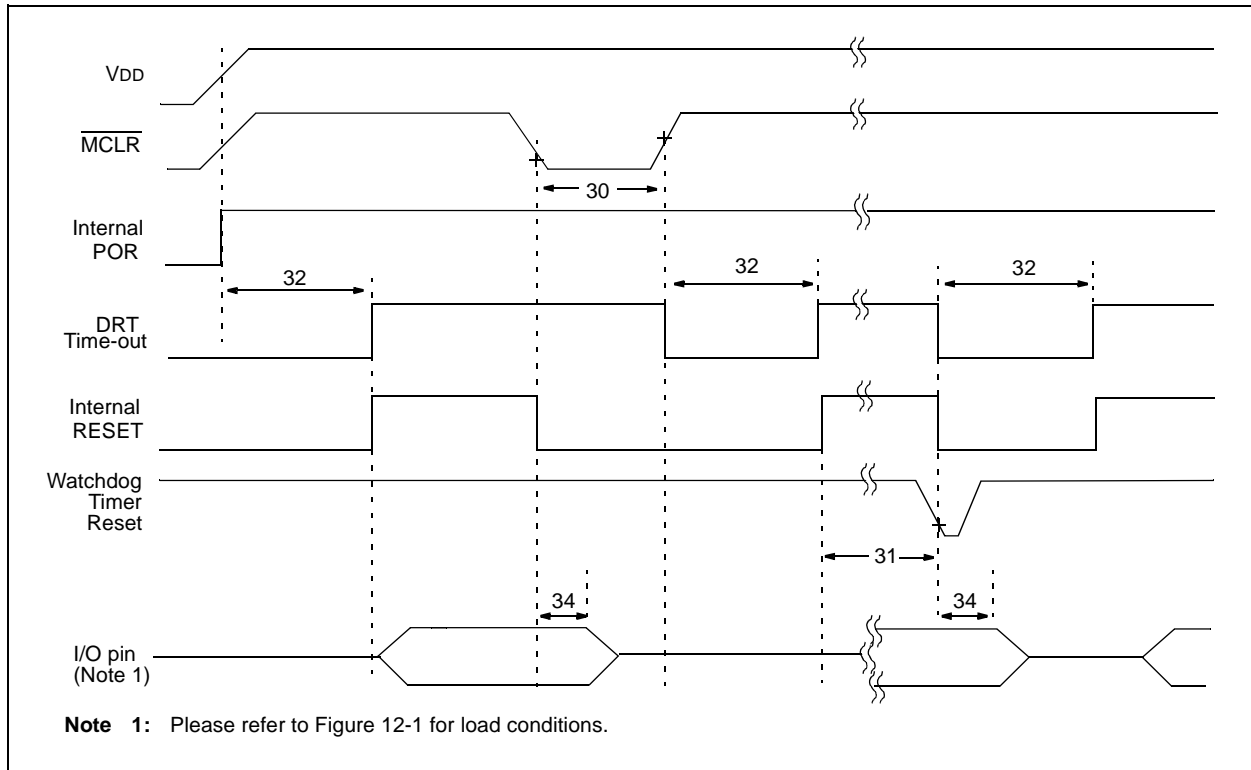 VDD
MCLR
30
Internal
POR
32
32
32
DRT
Time-out
Internal
RESET
Watchdog
Timer
Reset
31
34
34
I/O pin
(Note 1)
Note 1: Please refer to Figure 12-1 for load conditions.